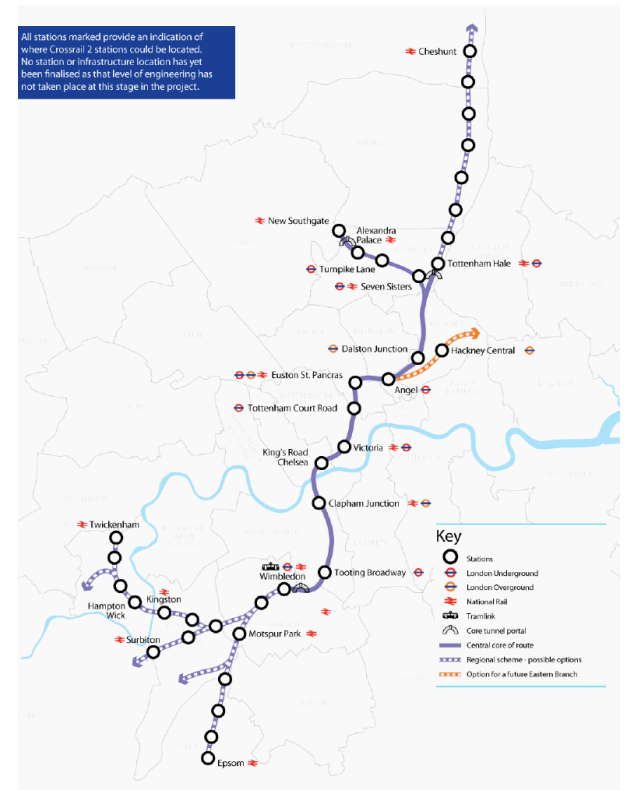 All stations marked provide an indication of
where Crossrail 2 stations could be located.
No station or infrastructure location has yet
been finalised as that level of engineering has
not taken place at this stage in the project.
Cheshunt
New Southgate
Alexandra
Palace
Turnpike Lane
Tottenham Hale
Seven Sisters
Dalston Junction
Hackney Central
Euston St. Pancras
Angel
Tottenham Court Road
Victoria
King's Road
Chelsea
Clapham Junction
Twickenham
Wimbledon
Tooting Broadway
Hampton
Wick
Kingston
Surbiton
Motspur Park
Epsom
Key
Stations
London Underground
London Overground
National Rail
Tramlink
Core tunnel portal
Central core of route
Regional scheme - possible options
Option for a future Eastern Branch